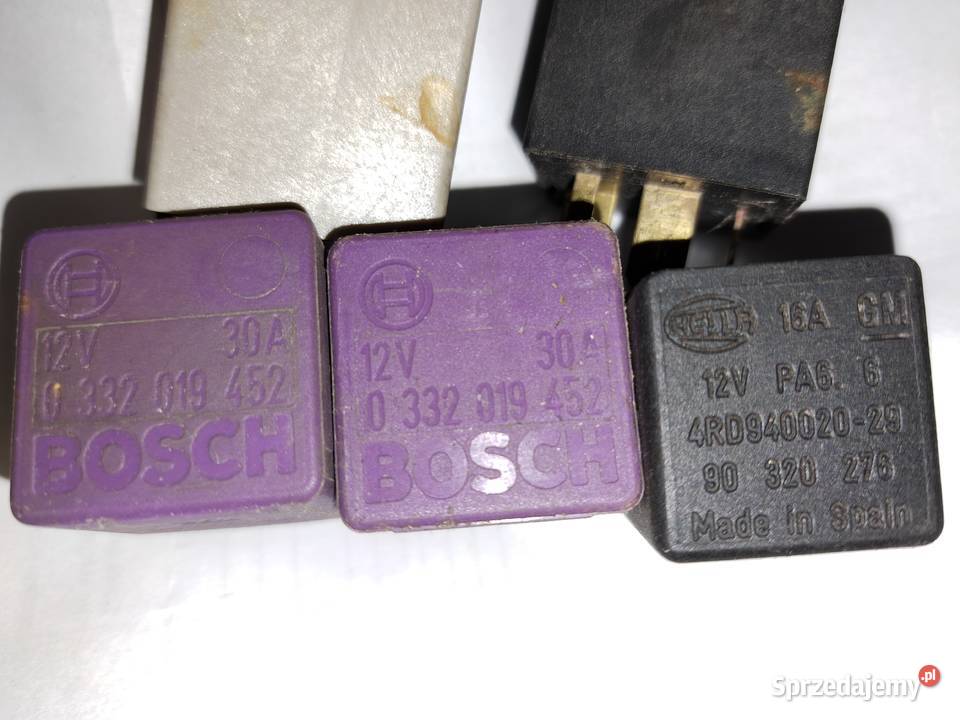 12V 30A
0 332 019 452
BOSCH
12V 30A
0 332 019 452
BOSCH
HELLA 16A GM
12V PA6. 6
4RD940020-29
90 320 276
Made in Spain
Sprzedajemy.pl